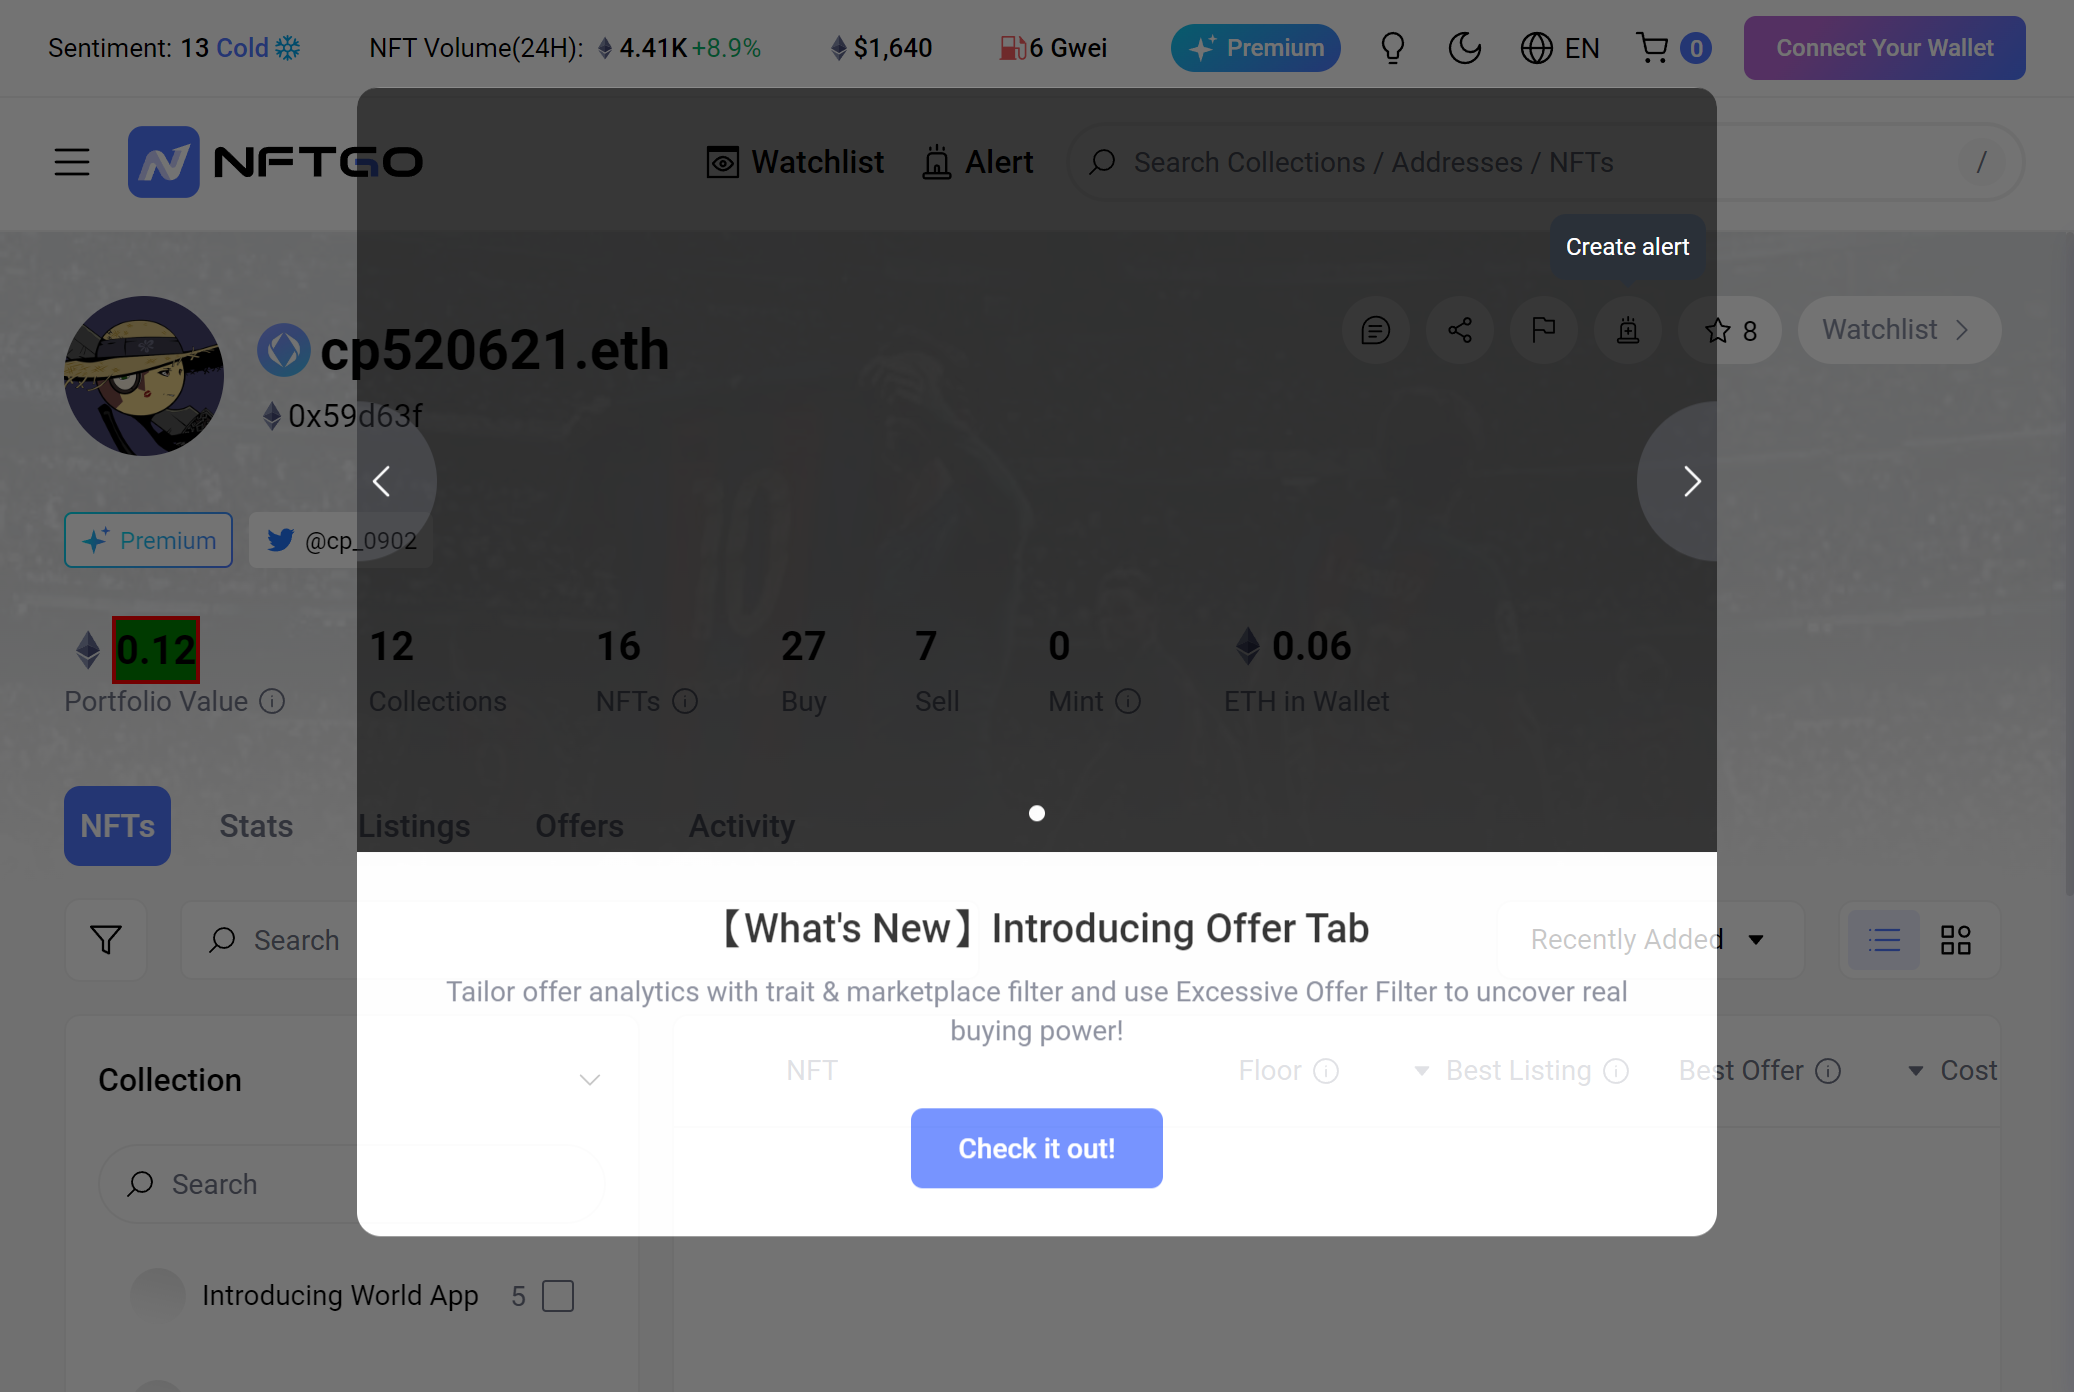 Sentiment: 13 Cold NFT Volume(24H): 4.41K +8.9% $1,640 6 Gwei Premium EN 0 Connect Your Wallet
NFTGO Watchlist Alert Search Collections / Addresses / NFTs /
Create alert
cp520621.eth 8 Watchlist
0x59d63f
Premium @cp_0902
0.12 12 16 27 7 0 0.06
Portfolio Value Collections NFTs Buy Sell Mint ETH in Wallet
NFTs Stats Listings Offers Activity
Search Recently Added
【What's New】Introducing Offer Tab
Tailor offer analytics with trait & marketplace filter and use Excessive Offer Filter to uncover real
buying power!
Collection NFT Floor Best Listing Best Offer Cost
Check it out!
Search
Introducing World App 5